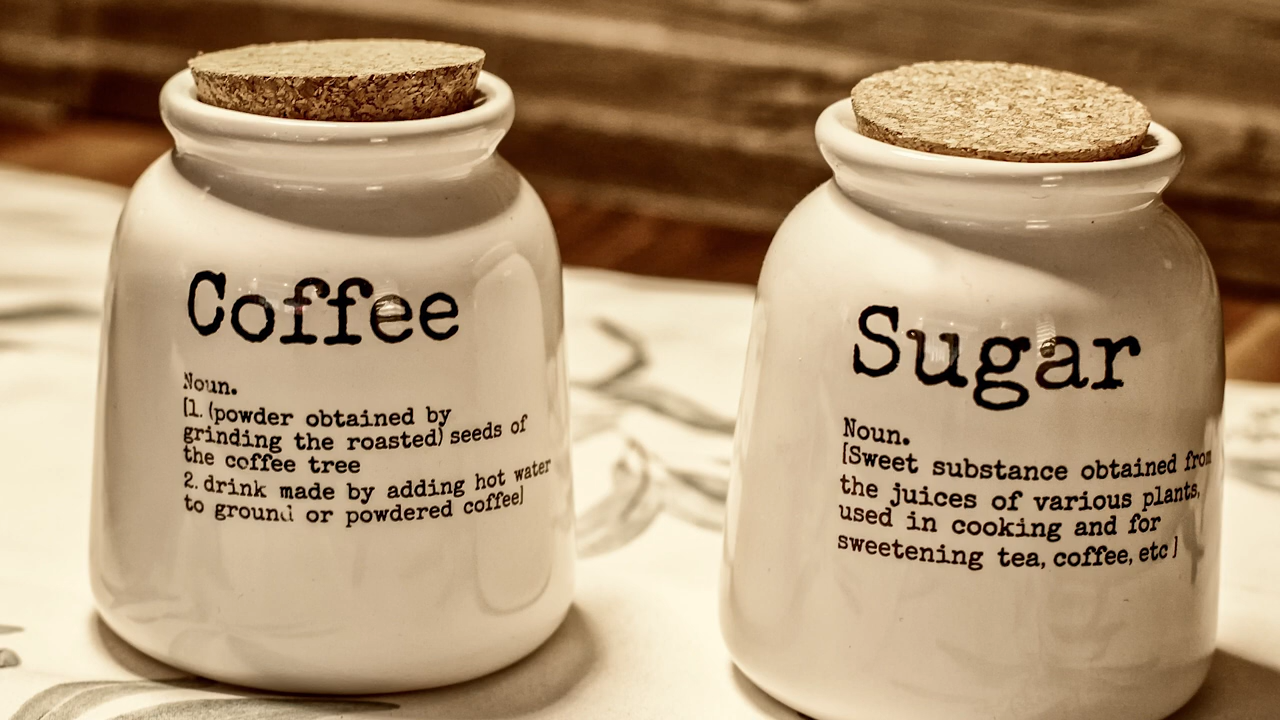 Coffee
Noun.
[1. (powder obtained by
grinding the roasted) seeds of
the coffee tree
2. drink made by adding hot water
to ground or powdered coffee]
Sugar
Noun.
[Sweet substance obtained from
the juices of various plants,
used in cooking and for
sweetening tea, coffee, etc ]